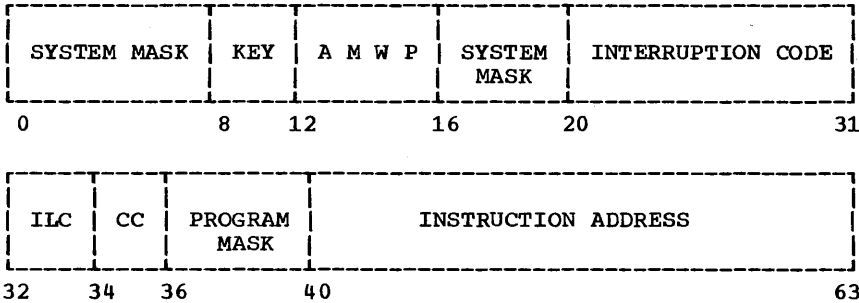 SYSTEM MASK KEY A M W P SYSTEM MASK INTERRUPTION CODE
0 8 12 16 20 31
ILC CC PROGRAM MASK INSTRUCTION ADDRESS
32 34 36 40 63